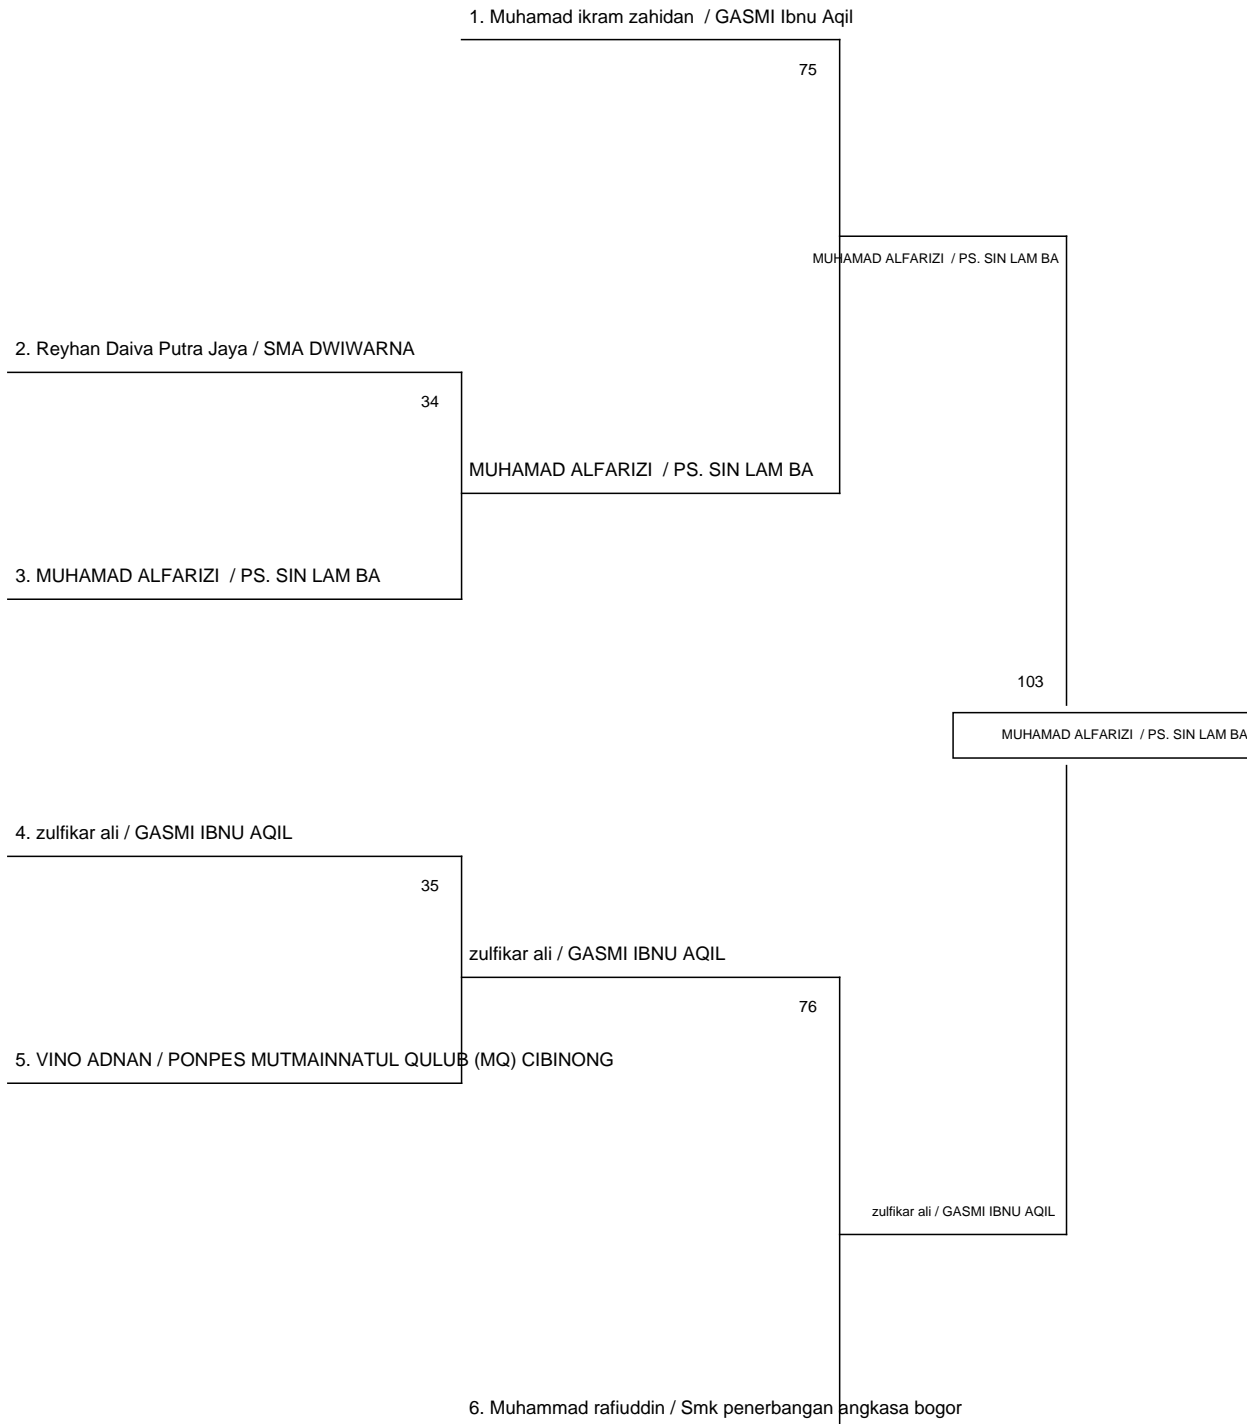 1. Muhamad ikram zahidan  / GASMI Ibnu Aqil
75
MUHAMAD ALFARIZI  / PS. SIN LAM BA
2. Reyhan Daiva Putra Jaya / SMA DWIWARNA
34
MUHAMAD ALFARIZI  / PS. SIN LAM BA
3. MUHAMAD ALFARIZI  / PS. SIN LAM BA
103
MUHAMAD ALFARIZI  / PS. SIN LAM BA
4. zulfikar ali / GASMI IBNU AQIL
35
zulfikar ali / GASMI IBNU AQIL
76
5. VINO ADNAN / PONPES MUTMAINNATUL QULUB (MQ) CIBINONG
zulfikar ali / GASMI IBNU AQIL
6. Muhammad rafiuddin / Smk penerbangan angkasa bogor